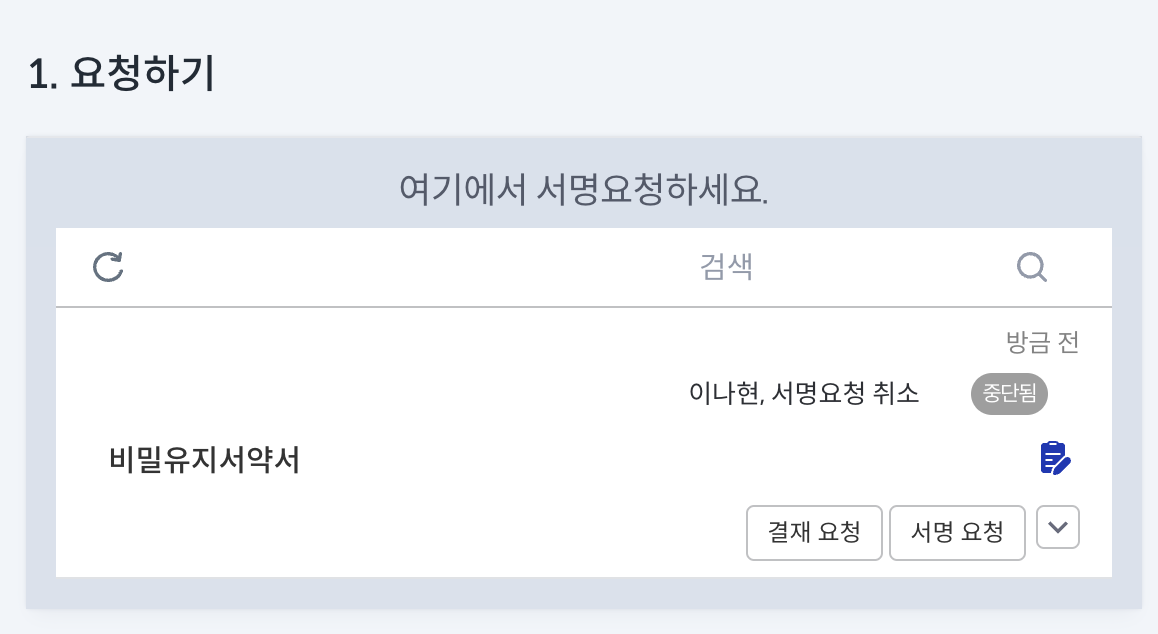 1. 요청하기
여기에서 서명요청하세요.
검색
방금 전
이나현, 서명요청 취소 중단됨
비밀유지서약서
결재 요청 서명 요청